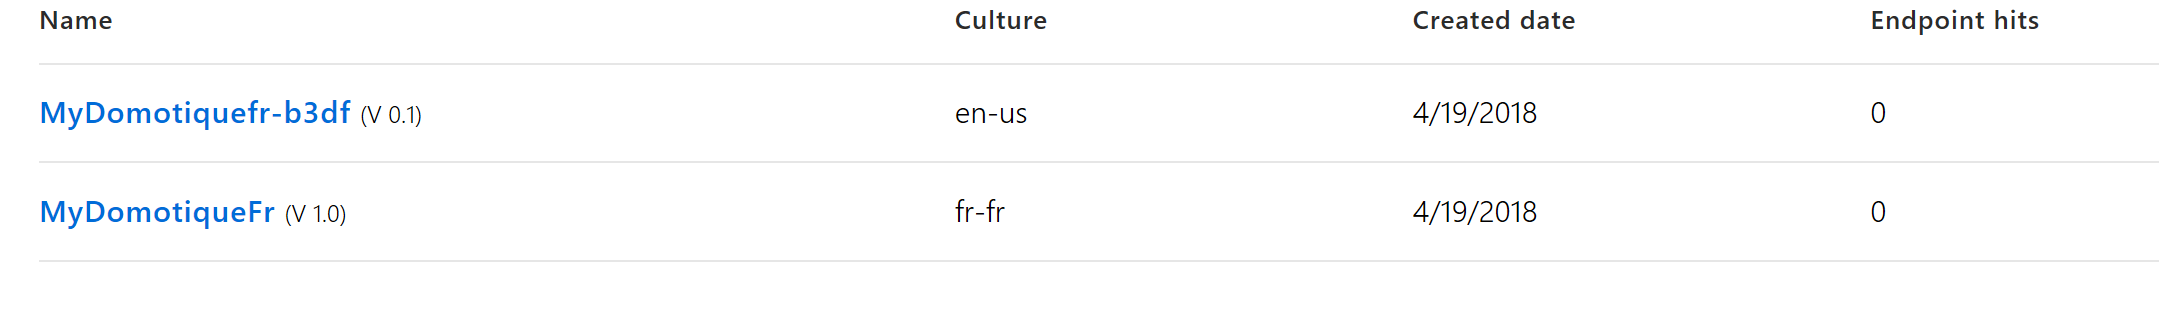 Name Culture Created date Endpoint hits
MyDomotiquefr-b3df (V 0.1) en-us 4/19/2018 0
MyDomotiqueFr (V 1.0) fr-fr 4/19/2018 0